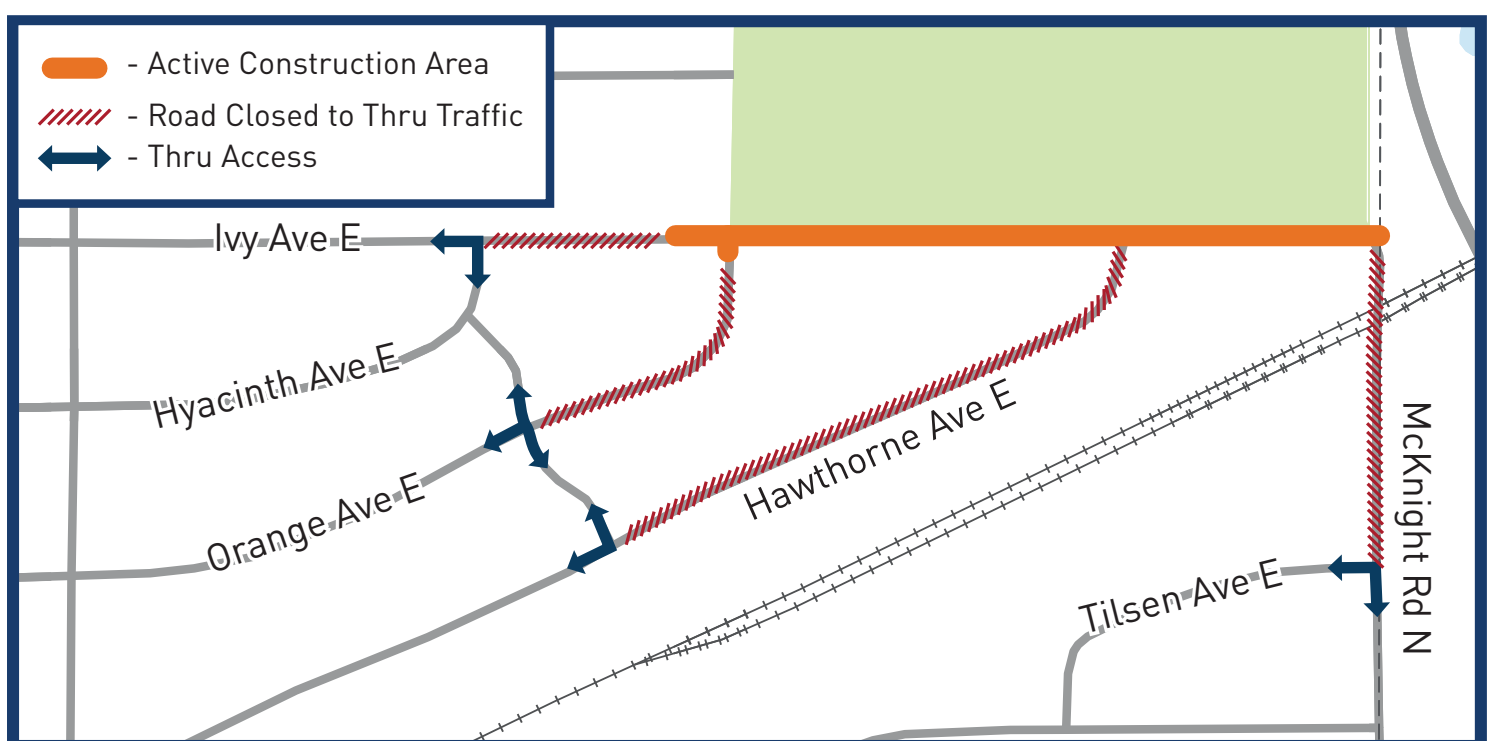 - Active Construction Area
- Road Closed to Thru Traffic
- Thru Access
Ivy Ave E
Hyacinth Ave E
Orange Ave E
Hawthorne Ave E
McKnight Rd N
Tilsen Ave E